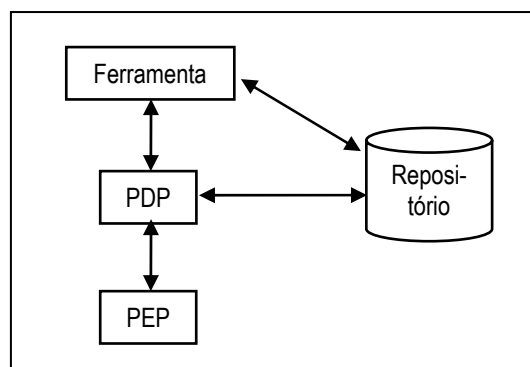 Ferramenta
Reposi-
tório
PDP
PEP